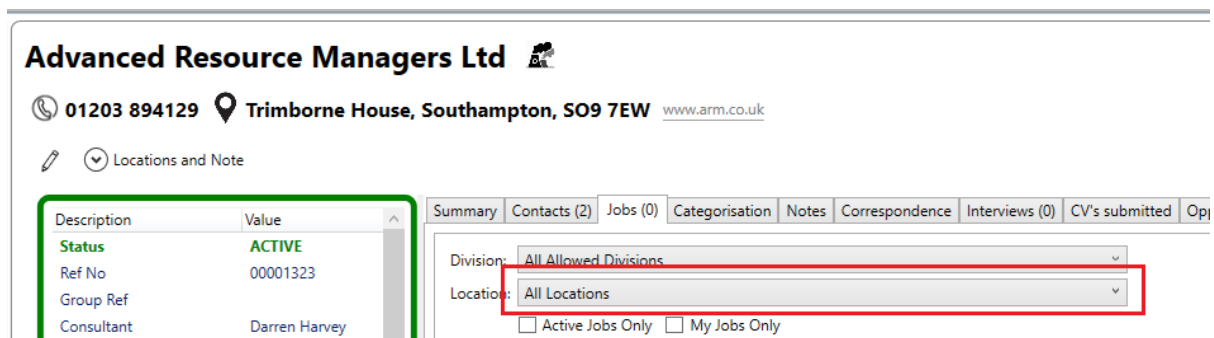 Advanced Resource Managers Ltd
01203 894129 Trimborne House, Southampton, SO9 7EW www.arm.co.uk
Locations and Note
Description Value
Status ACTIVE
Ref No 00001323
Group Ref
Consultant Darren Harvey
Summary Contacts (2) Jobs (0) Categorisation Notes Correspondence Interviews (0) CV's submitted Opp
Division: All Allowed Divisions
Location: All Locations
Active Jobs Only My Jobs Only